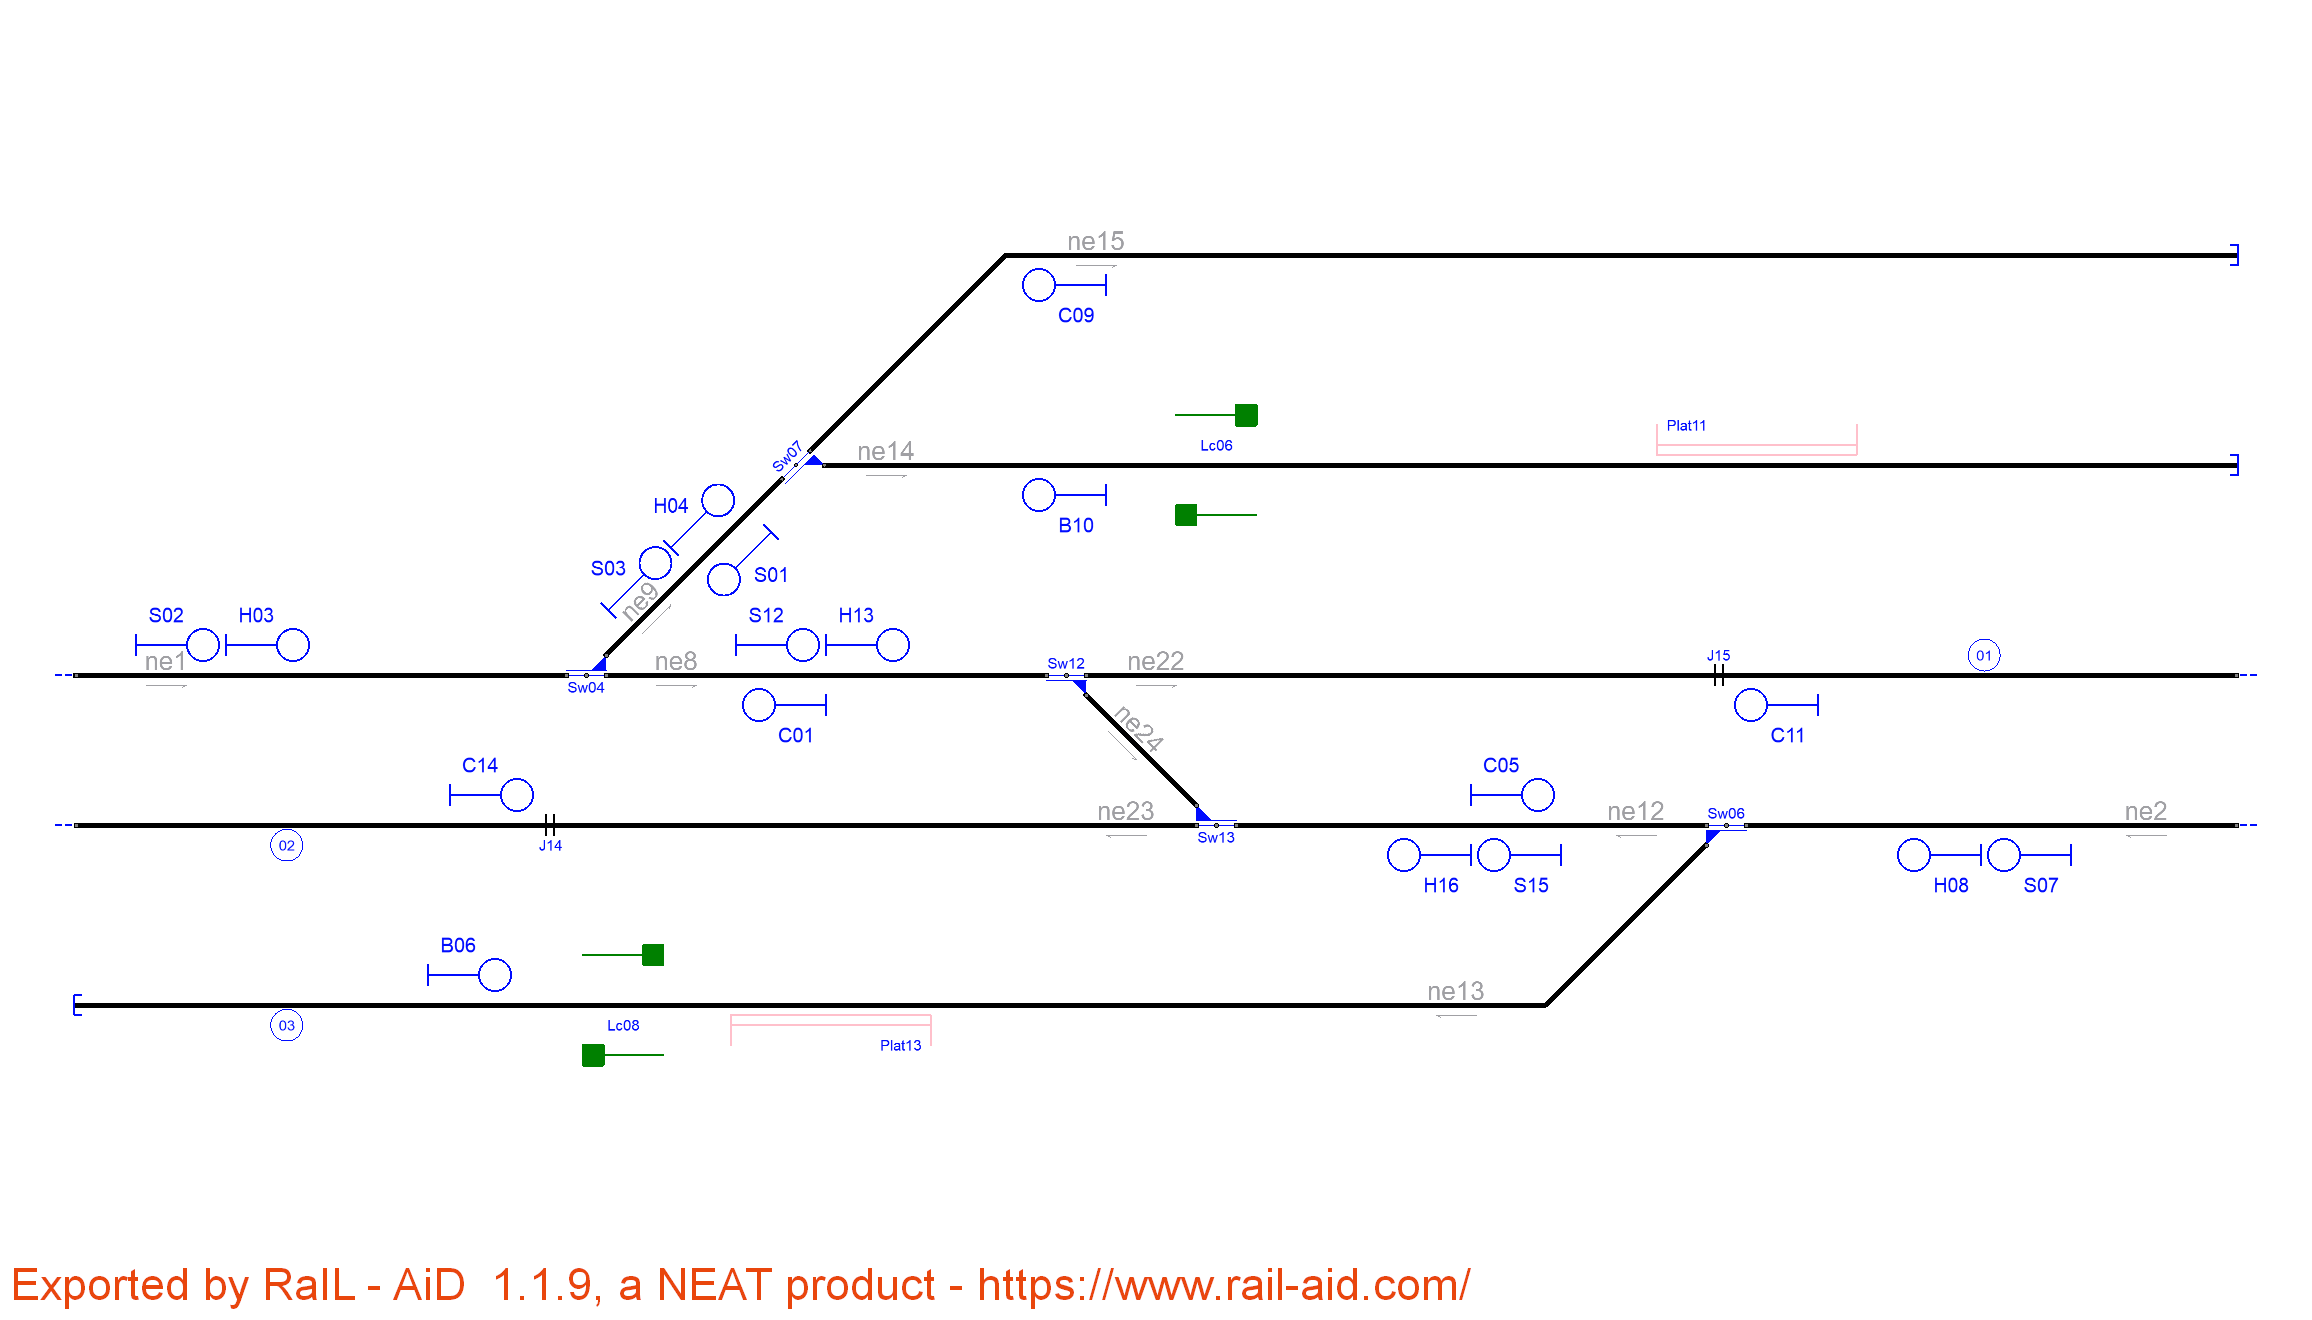 ne15
C09
Plat11
Lc06
ne14
Sw07
B10
H04
S03
S01
ne9
S02 H03
S12 H13
ne1
ne8
Sw04
Sw12
ne22
J15
01
C01
C11
ne24
C14
C05
ne23
ne12
Sw06
ne2
02
J14
Sw13
H16 S15
H08 S07
B06
ne13
03
Lc08
Plat13
Exported by RaIL - AiD 1.1.9, a NEAT product - https://www.rail-aid.com/